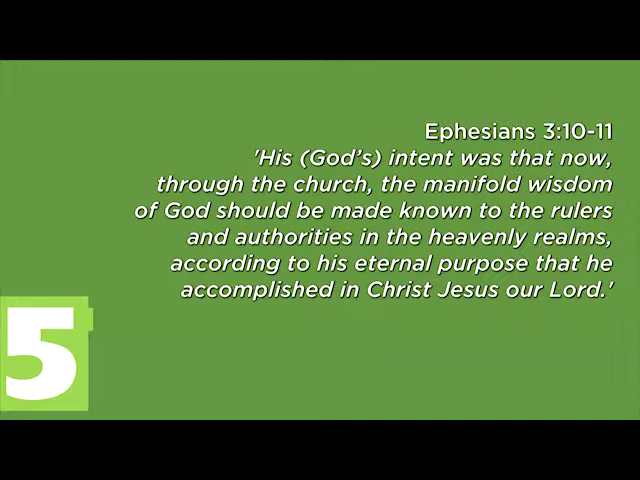 Ephesians 3:10-11
'His (God’s) intent was that now,
through the church, the manifold wisdom
of God should be made known to the rulers
and authorities in the heavenly realms,
according to his eternal purpose that he
accomplished in Christ Jesus our Lord.'
5